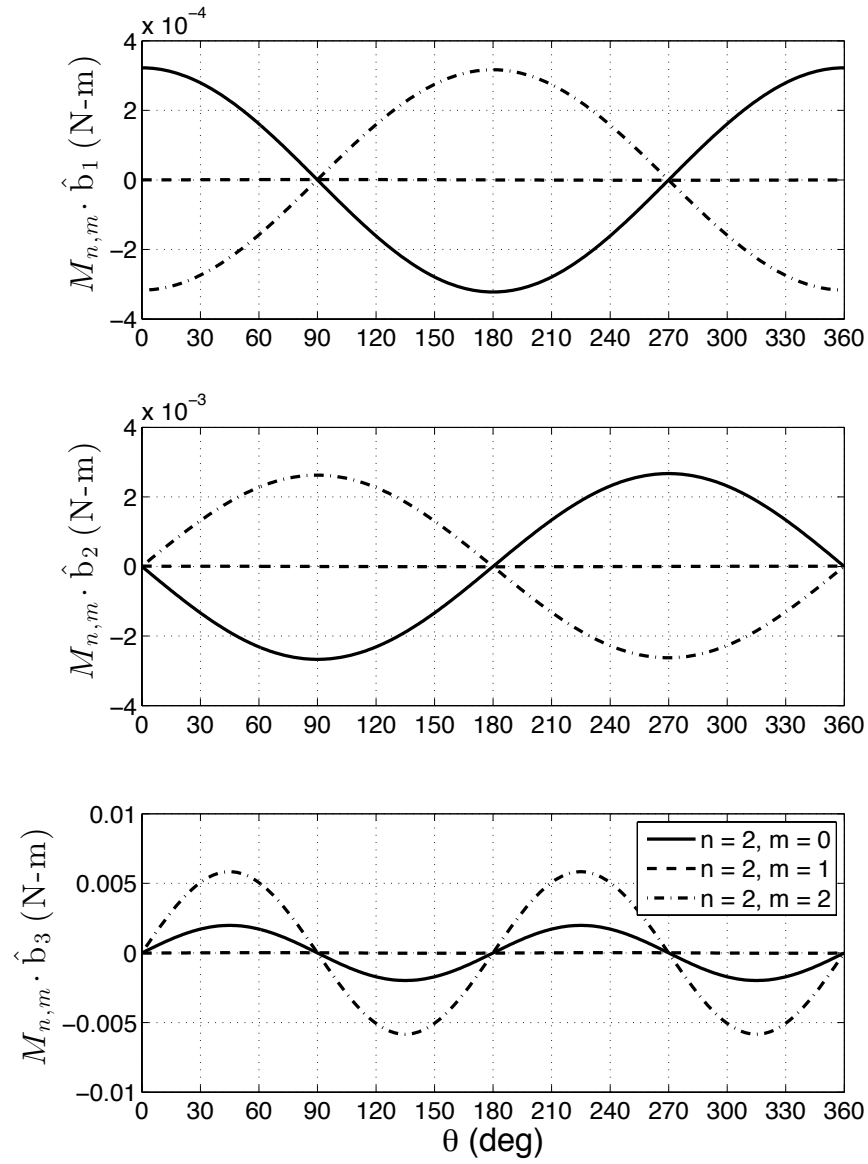 x 10⁻⁴
M_{n,m} · b̂₁ (N-m)
4
2
0
−2
−4
0 30 60 90 120 150 180 210 240 270 300 330 360
x 10⁻³
M_{n,m} · b̂₂ (N-m)
4
2
0
−2
−4
0 30 60 90 120 150 180 210 240 270 300 330 360
M_{n,m} · b̂₃ (N-m)
0.01
0.005
0
−0.005
−0.01
n = 2, m = 0
n = 2, m = 1
n = 2, m = 2
0 30 60 90 120 150 180 210 240 270 300 330 360
θ (deg)